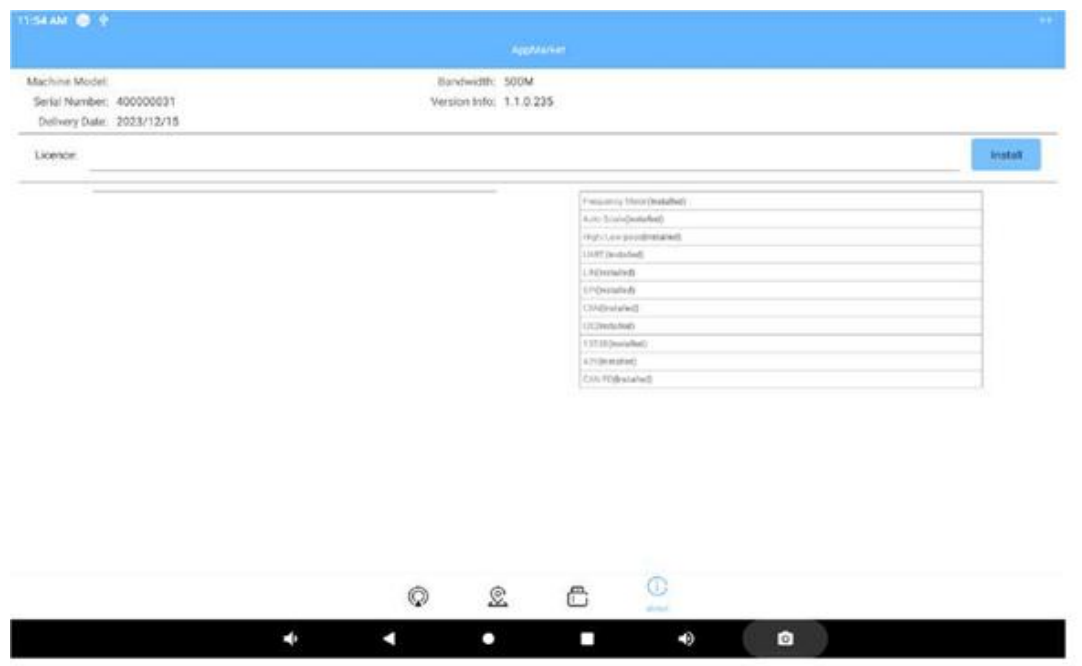 11:54 AM
AppMarket
Machine Model:
Bandwidth: 500M
Serial Number: 400000031
Version Info: 1.1.0.235
Delivery Date: 2023/12/15
Licence:
Install
Frequency Meter(Installed)
Auto Scale(Installed)
High/Low pass(Installed)
UART(Installed)
LIN(Installed)
SPI(Installed)
CAN(Installed)
I2C(Installed)
(Installed)
(Installed)
CAN FD(Installed)
about